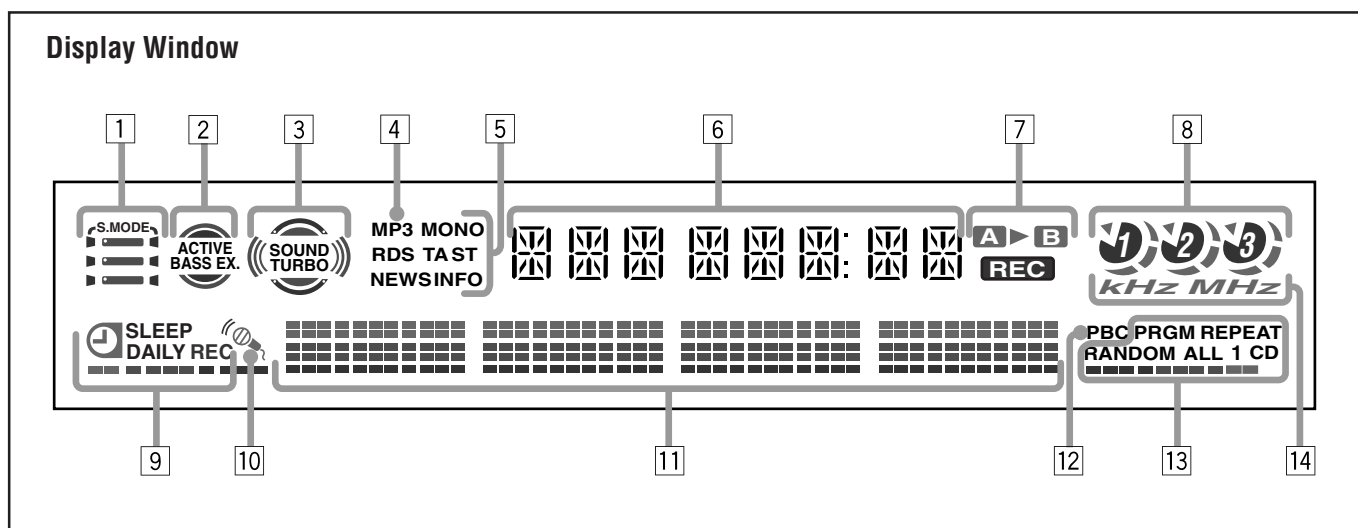 Display Window
1 2 3 4 5 6 7 8
S.MODE
ACTIVE
BASS EX.
SOUND
TURBO
MP3 MONO
RDS TA ST
NEWS INFO
A B
REC
1 2 3
kHz MHz
SLEEP
DAILY REC
PBC PRGM REPEAT
RANDOM ALL 1 CD
9 10 11 12 13 14